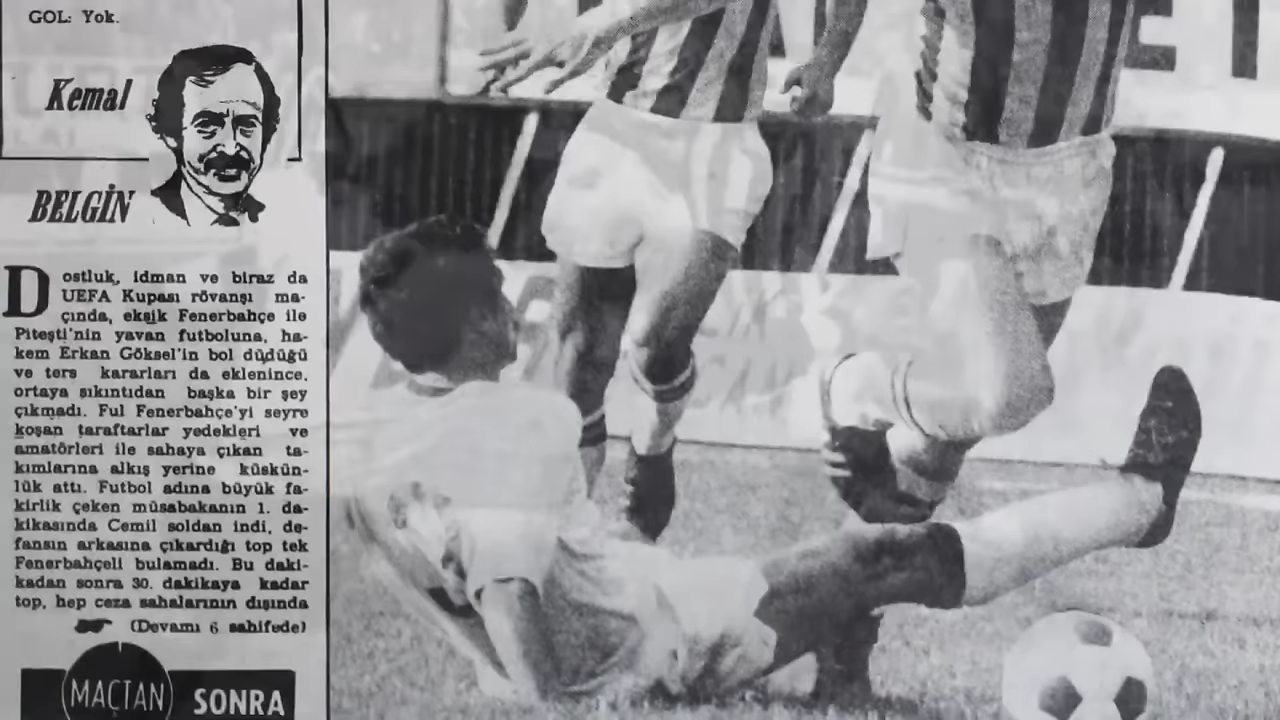 GOL: Yok.
Kemal
BELGİN
Dostluk, idman ve biraz da
UEFA Kupası rövanşı ma-
çında, eksik Fenerbahçe ile
Piteşti'nin yavan futboluna, ha-
kem Erkan Göksel'in bol düdüğü
ve ters kararları da eklenince,
ortaya sıkıntıdan başka bir şey
çıkmadı. Ful Fenerbahçe'yi seyre
koşan taraftarlar yedekleri ve
amatörleri ile sahaya çıkan ta-
kımlarına alkış yerine küskün-
lük attı. Futbol adına büyük fa-
kirlik çeken müsabakanın 1. da-
kikasında Cemil soldan indi, de-
fansın arkasına çıkardığı top tek
Fenerbahçeli bulamadı. Bu daki-
kadan sonra 30. dakikaya kadar
top, hep ceza sahalarının dışında
(Devamı 6 sahifede)
MAÇTAN SONRA